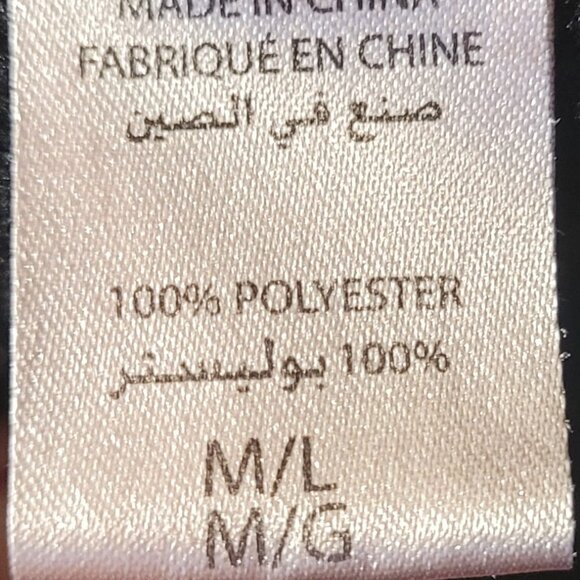 MADE IN CHINA
FABRIQUÉ EN CHINE
صنع في الصين
100% POLYESTER
100% بوليستر
M/L
M/G